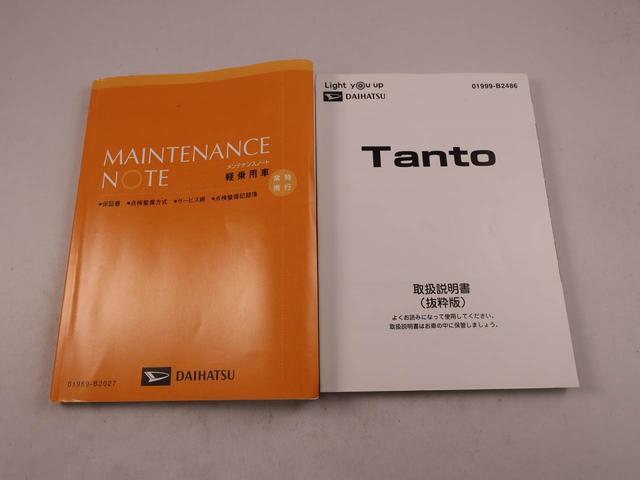 MAINTENANCE
NOTE
メンテナンスノート
軽乗用車
常時
携行
●保証書 ●点検整備方式 ●サービス網 ●点検整備記録簿
01989-B2027
DAIHATSU
Light you up
DAIHATSU
01999-B2486
Tanto
取扱説明書
（抜粋版）
よくお読みになって使用してください。
取扱説明書はお車の中に保管しましょう。